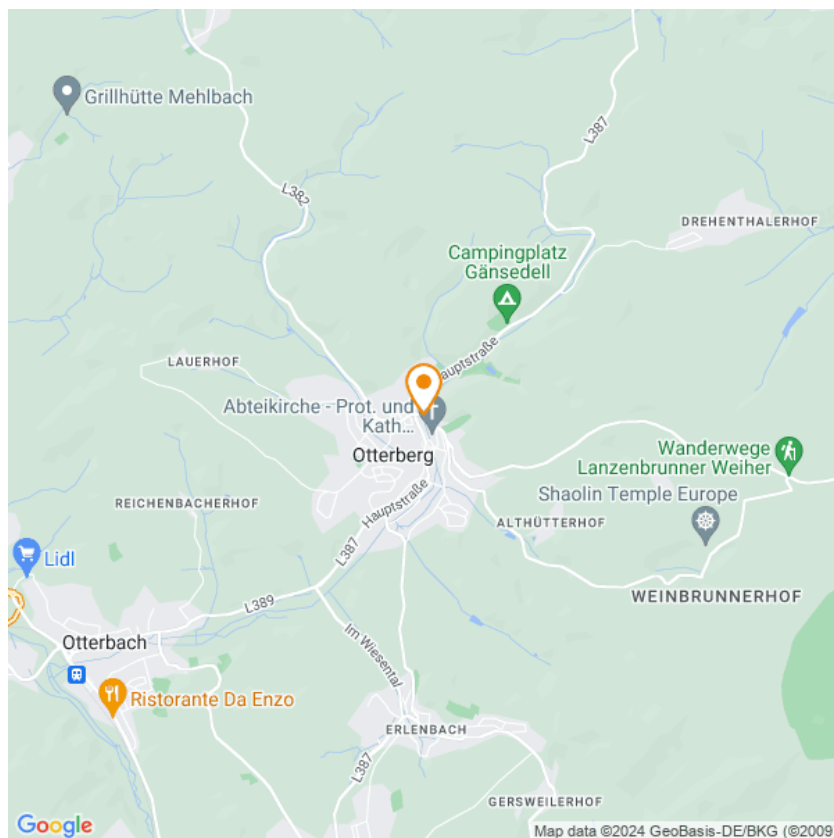 Grillhütte Mehlbach
L387
L382
DREHENTHALERHOF
Campingplatz
Gänsedell
Hauptstraße
LAUERHOF
Abteikirche - Prot. und
Kath...
Otterberg
Wanderwege
Lanzenbrunner Weiher
Shaolin Temple Europe
Hauptstraße
REICHENBACHERHOF
ALTHÜTTERHOF
Lidl
L387
WEINBRUNNERHOF
L389
Otterbach
Im Wiesental
Ristorante Da Enzo
ERLENBACH
L387
GERSWEILERHOF
Google
Map data ©2024 GeoBasis-DE/BKG (©2009